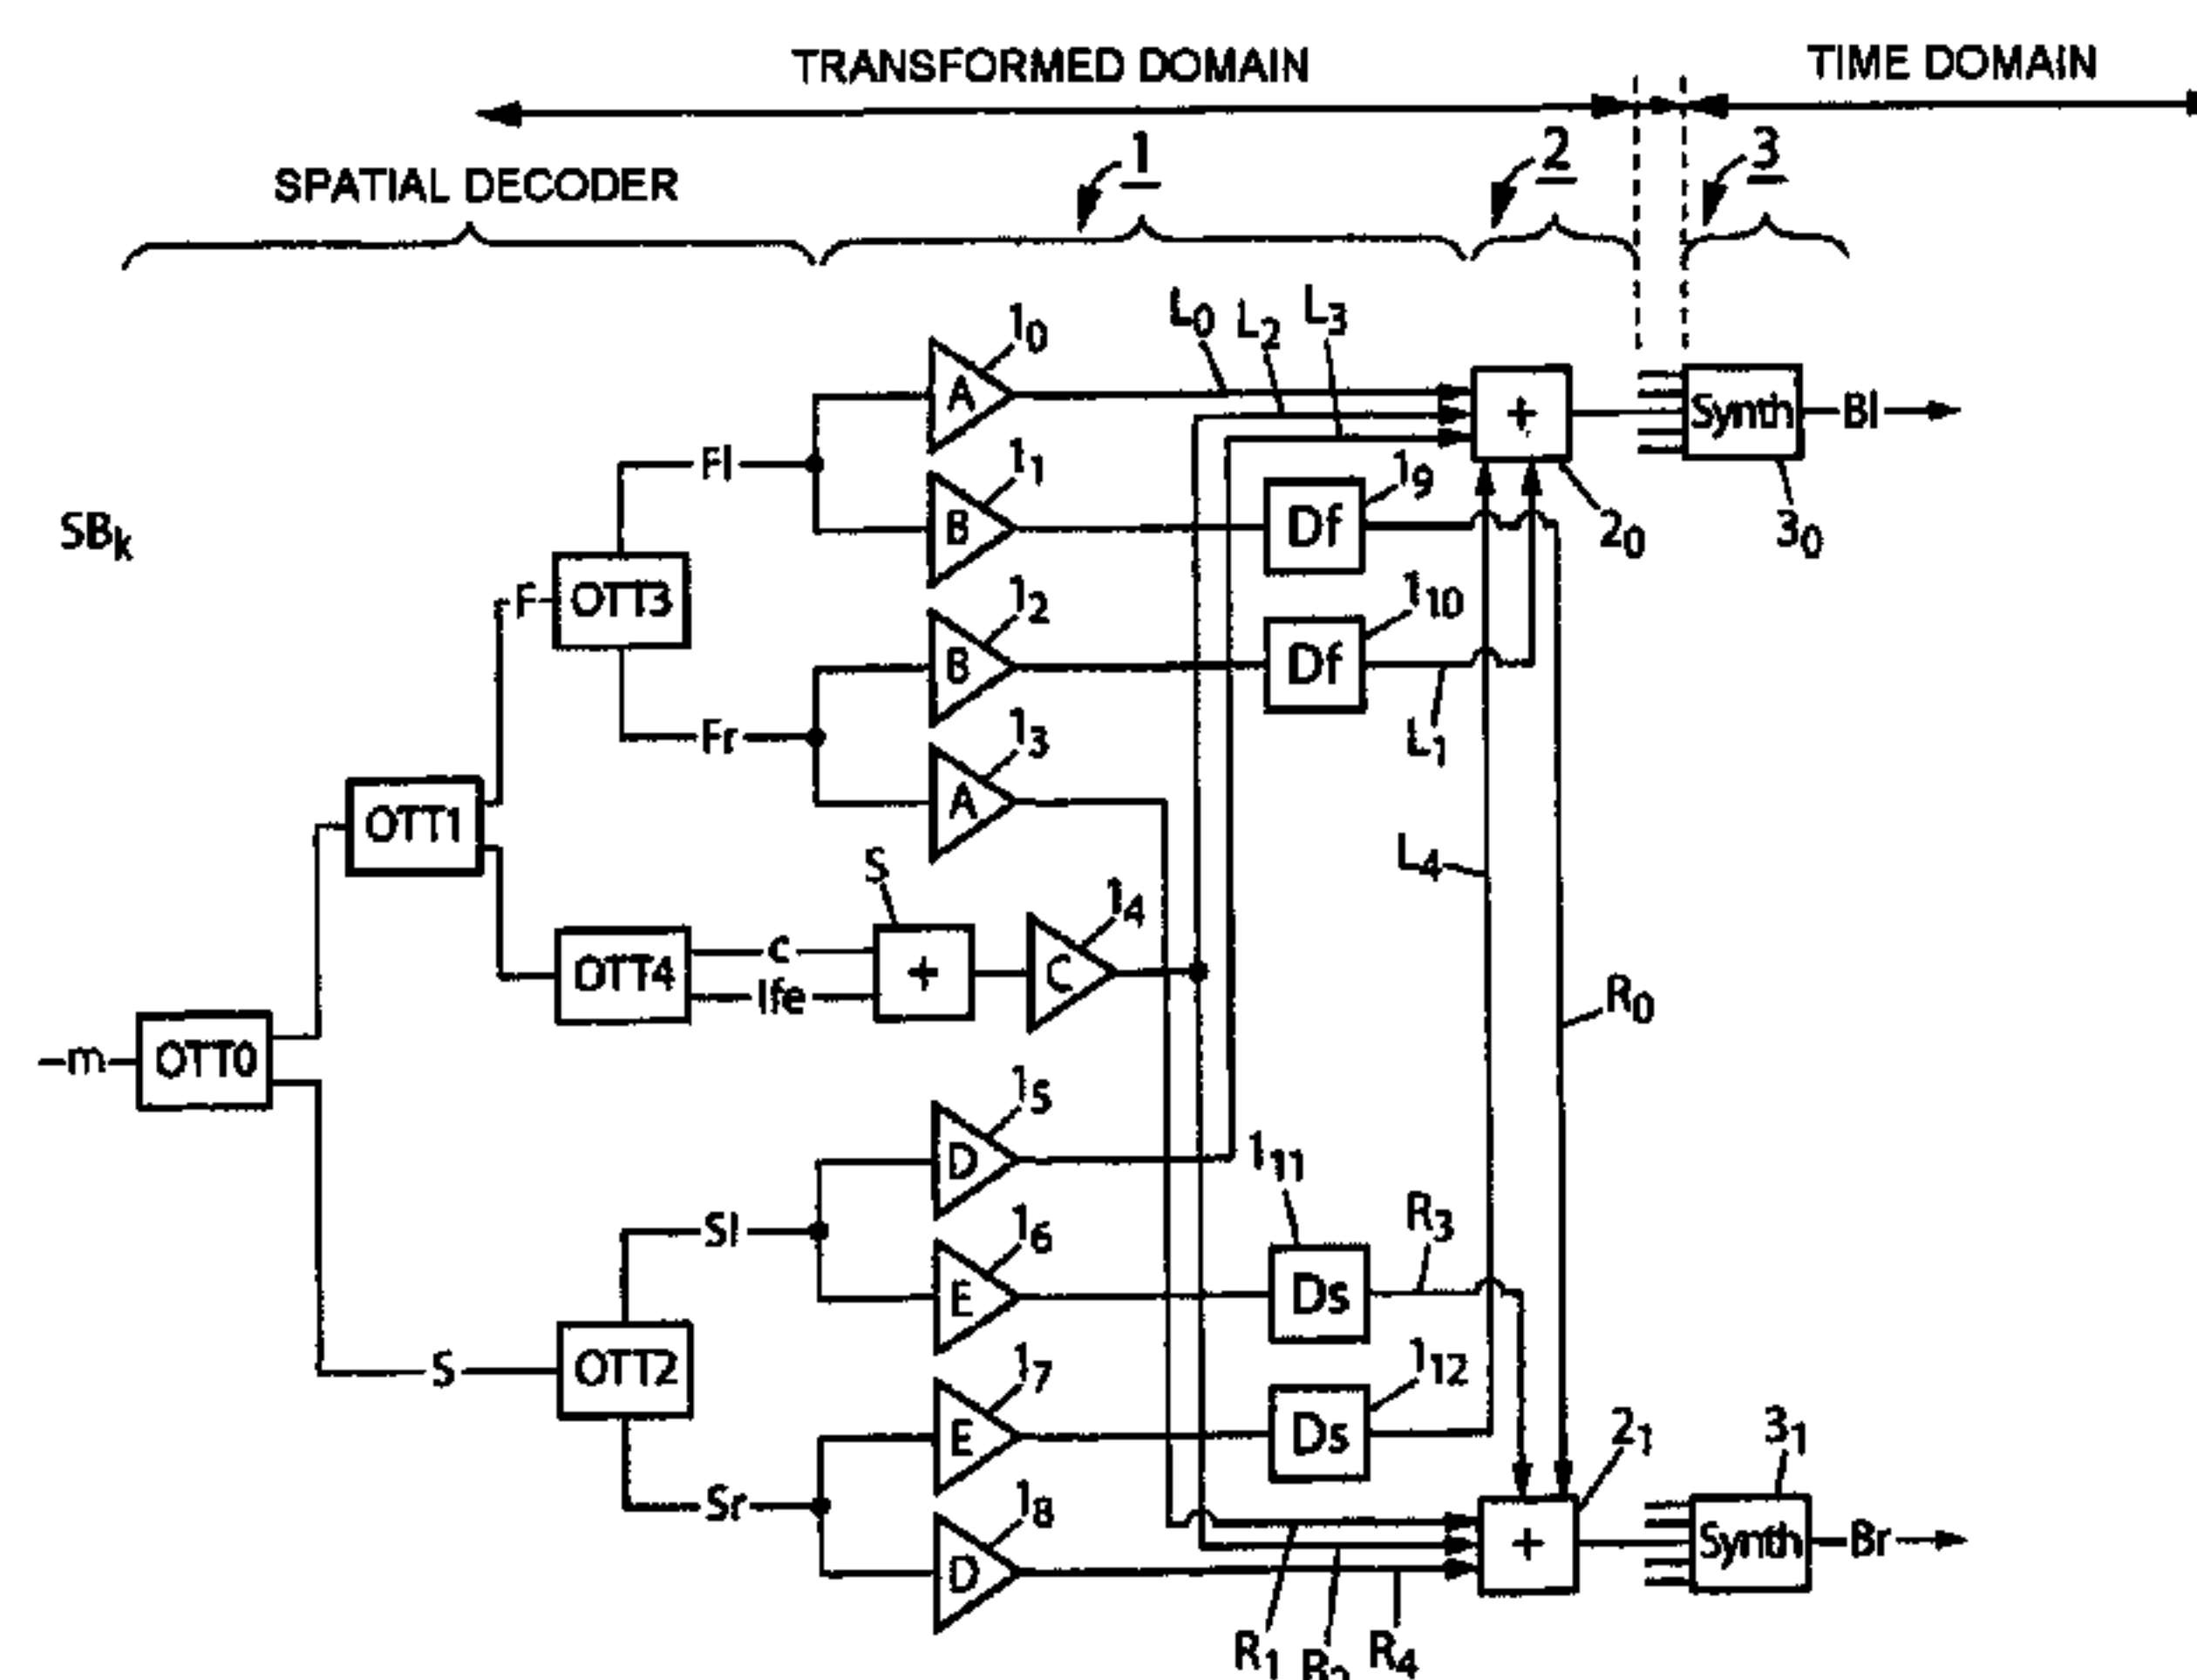 TRANSFORMED DOMAIN
TIME DOMAIN
SPATIAL DECODER
1
2
3
L0
L2
L3
10
A
+
Synth
Bl
Fl
11
B
19
Df
20
30
SBk
F
OTT3
12
B
110
Df
L1
Fr
13
A
OTT1
L4
S
14
C
c
OTT4
lfe
+
R0
m
OTT0
15
D
111
Sl
16
E
Ds
R3
S
OTT2
17
E
112
Ds
21
31
Sr
18
D
+
Synth
Br
R1
R2
R4